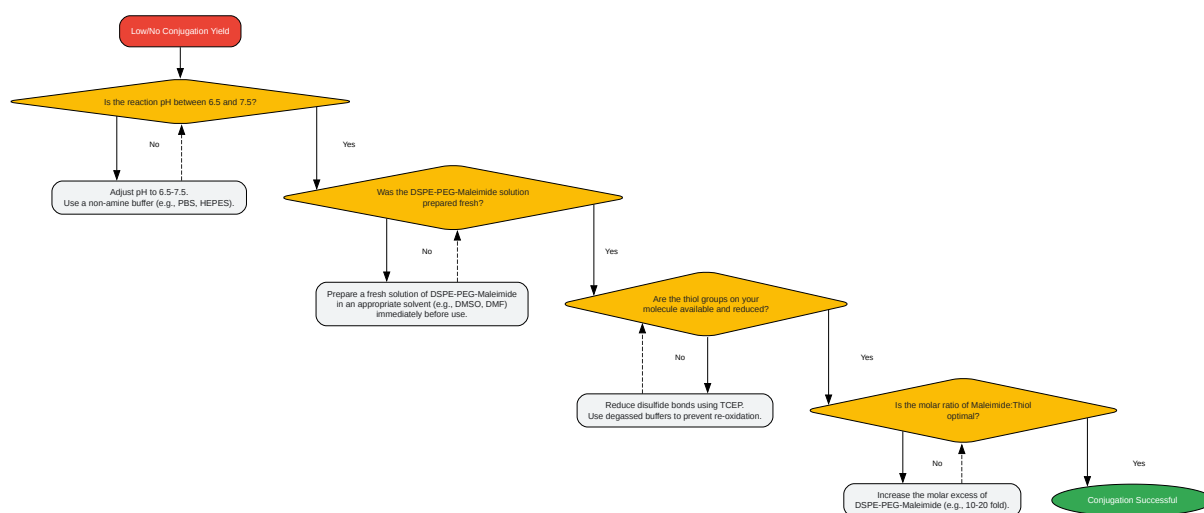 Low/No Conjugation Yield
Is the reaction pH between 6.5 and 7.5?
No
Yes
Adjust pH to 6.5-7.5.
Use a non-amine buffer (e.g., PBS, HEPES).
Was the DSPE-PEG-Maleimide solution
prepared fresh?
No
Yes
Prepare a fresh solution of DSPE-PEG-Maleimide
in an appropriate solvent (e.g., DMSO, DMF)
immediately before use.
Are the thiol groups on your
molecule available and reduced?
No
Yes
Reduce disulfide bonds using TCEP.
Use degassed buffers to prevent re-oxidation.
Is the molar ratio of Maleimide:Thiol
optimal?
No
Yes
Increase the molar excess of
DSPE-PEG-Maleimide (e.g., 10-20 fold).
Conjugation Successful